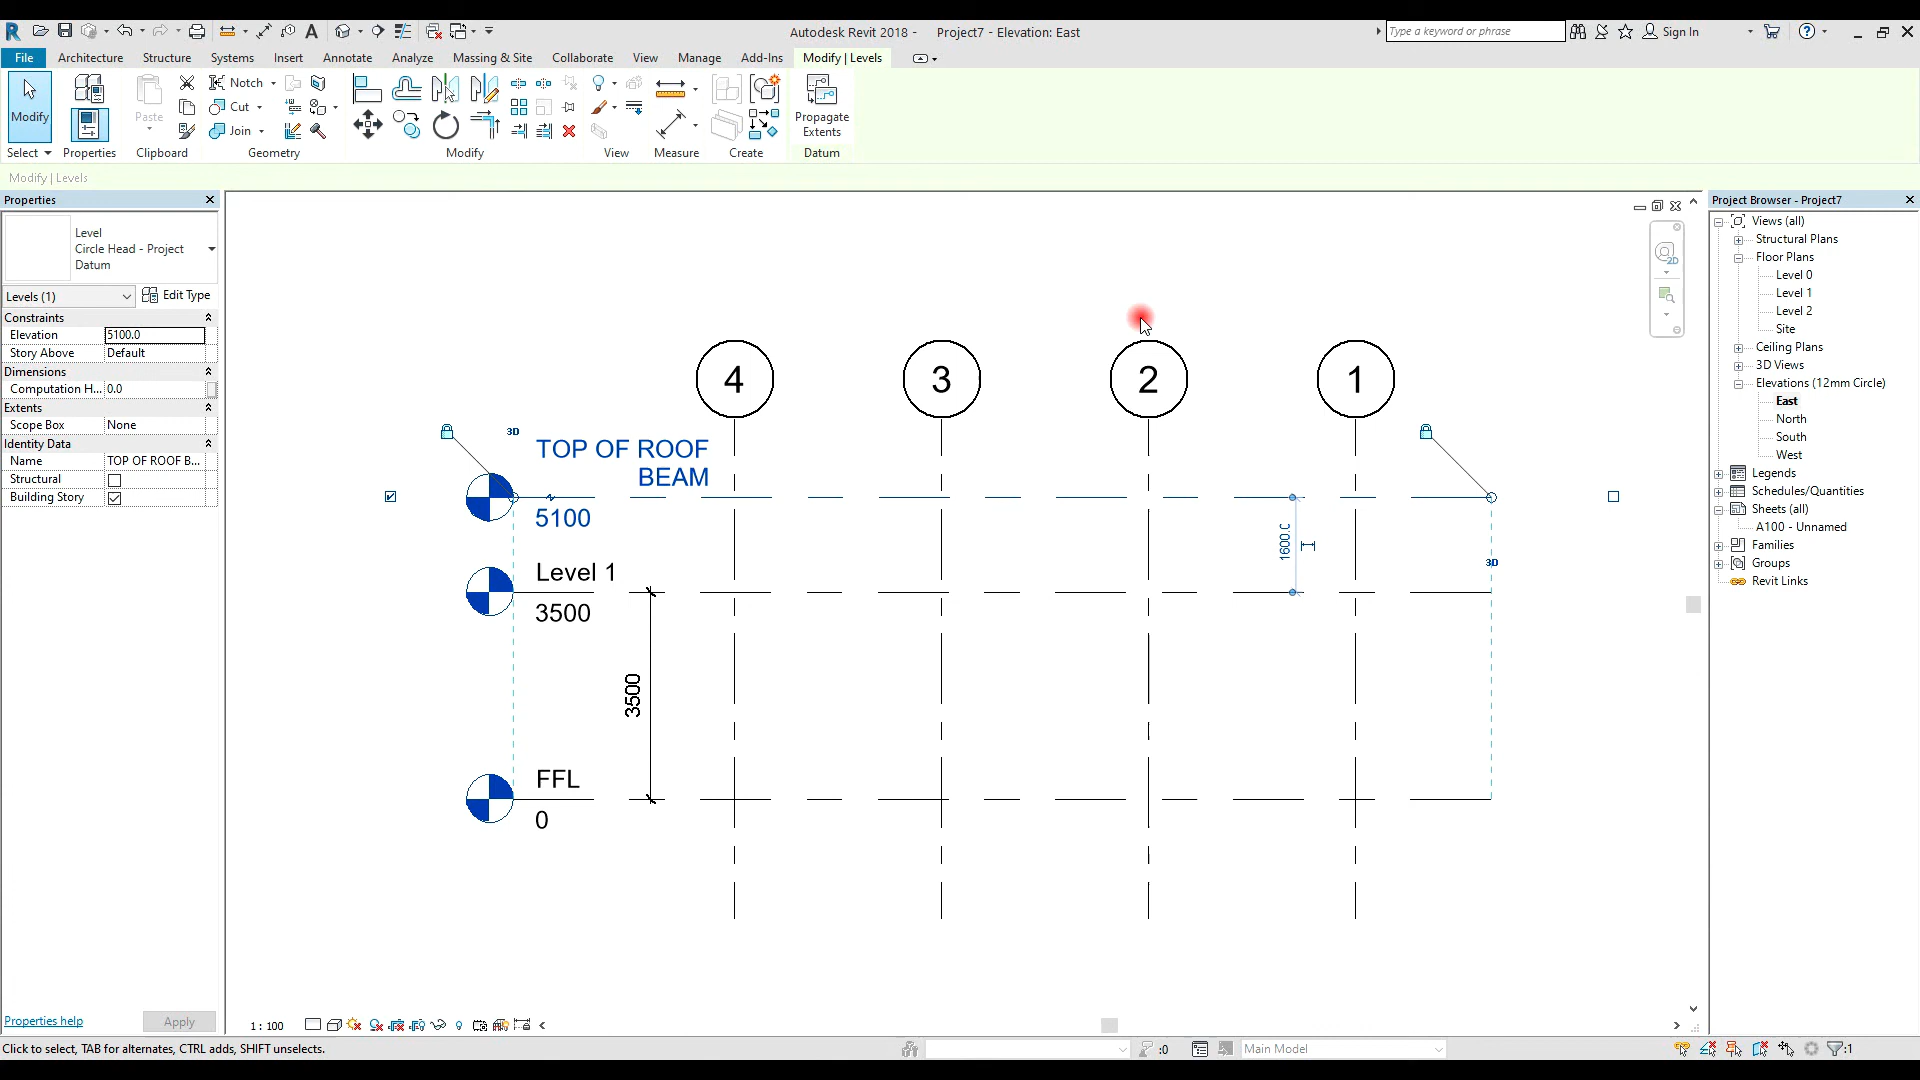 Autodesk Revit 2018 - Project7 - Elevation: East
Type a keyword or phrase
Sign In
File Architecture Structure Systems Insert Annotate Analyze Massing & Site Collaborate View Manage Add-Ins Modify | Levels
Modify
Paste
Notch
Cut
Join
Propagate
Extents
Select Properties Clipboard Geometry Modify View Measure Create Datum
Modify | Levels
Properties
Level
Circle Head - Project
Datum
Levels (1)
Edit Type
Constraints
Elevation 5100.0
Story Above Default
Dimensions
Computation H... 0.0
Extents
Scope Box None
Identity Data
Name TOP OF ROOF B...
Structural
Building Story
Properties help
Apply
2D
4 3 2 1
3D
TOP OF ROOF
BEAM
5100
1600.0
3D
Level 1
3500
3500
FFL
0
1 : 100
Project Browser - Project7
Views (all)
Structural Plans
Floor Plans
Level 0
Level 1
Level 2
Site
Ceiling Plans
3D Views
Elevations (12mm Circle)
East
North
South
West
Legends
Schedules/Quantities
Sheets (all)
A100 - Unnamed
Families
Groups
Revit Links
Click to select, TAB for alternates, CTRL adds, SHIFT unselects.
:0
Main Model
:1